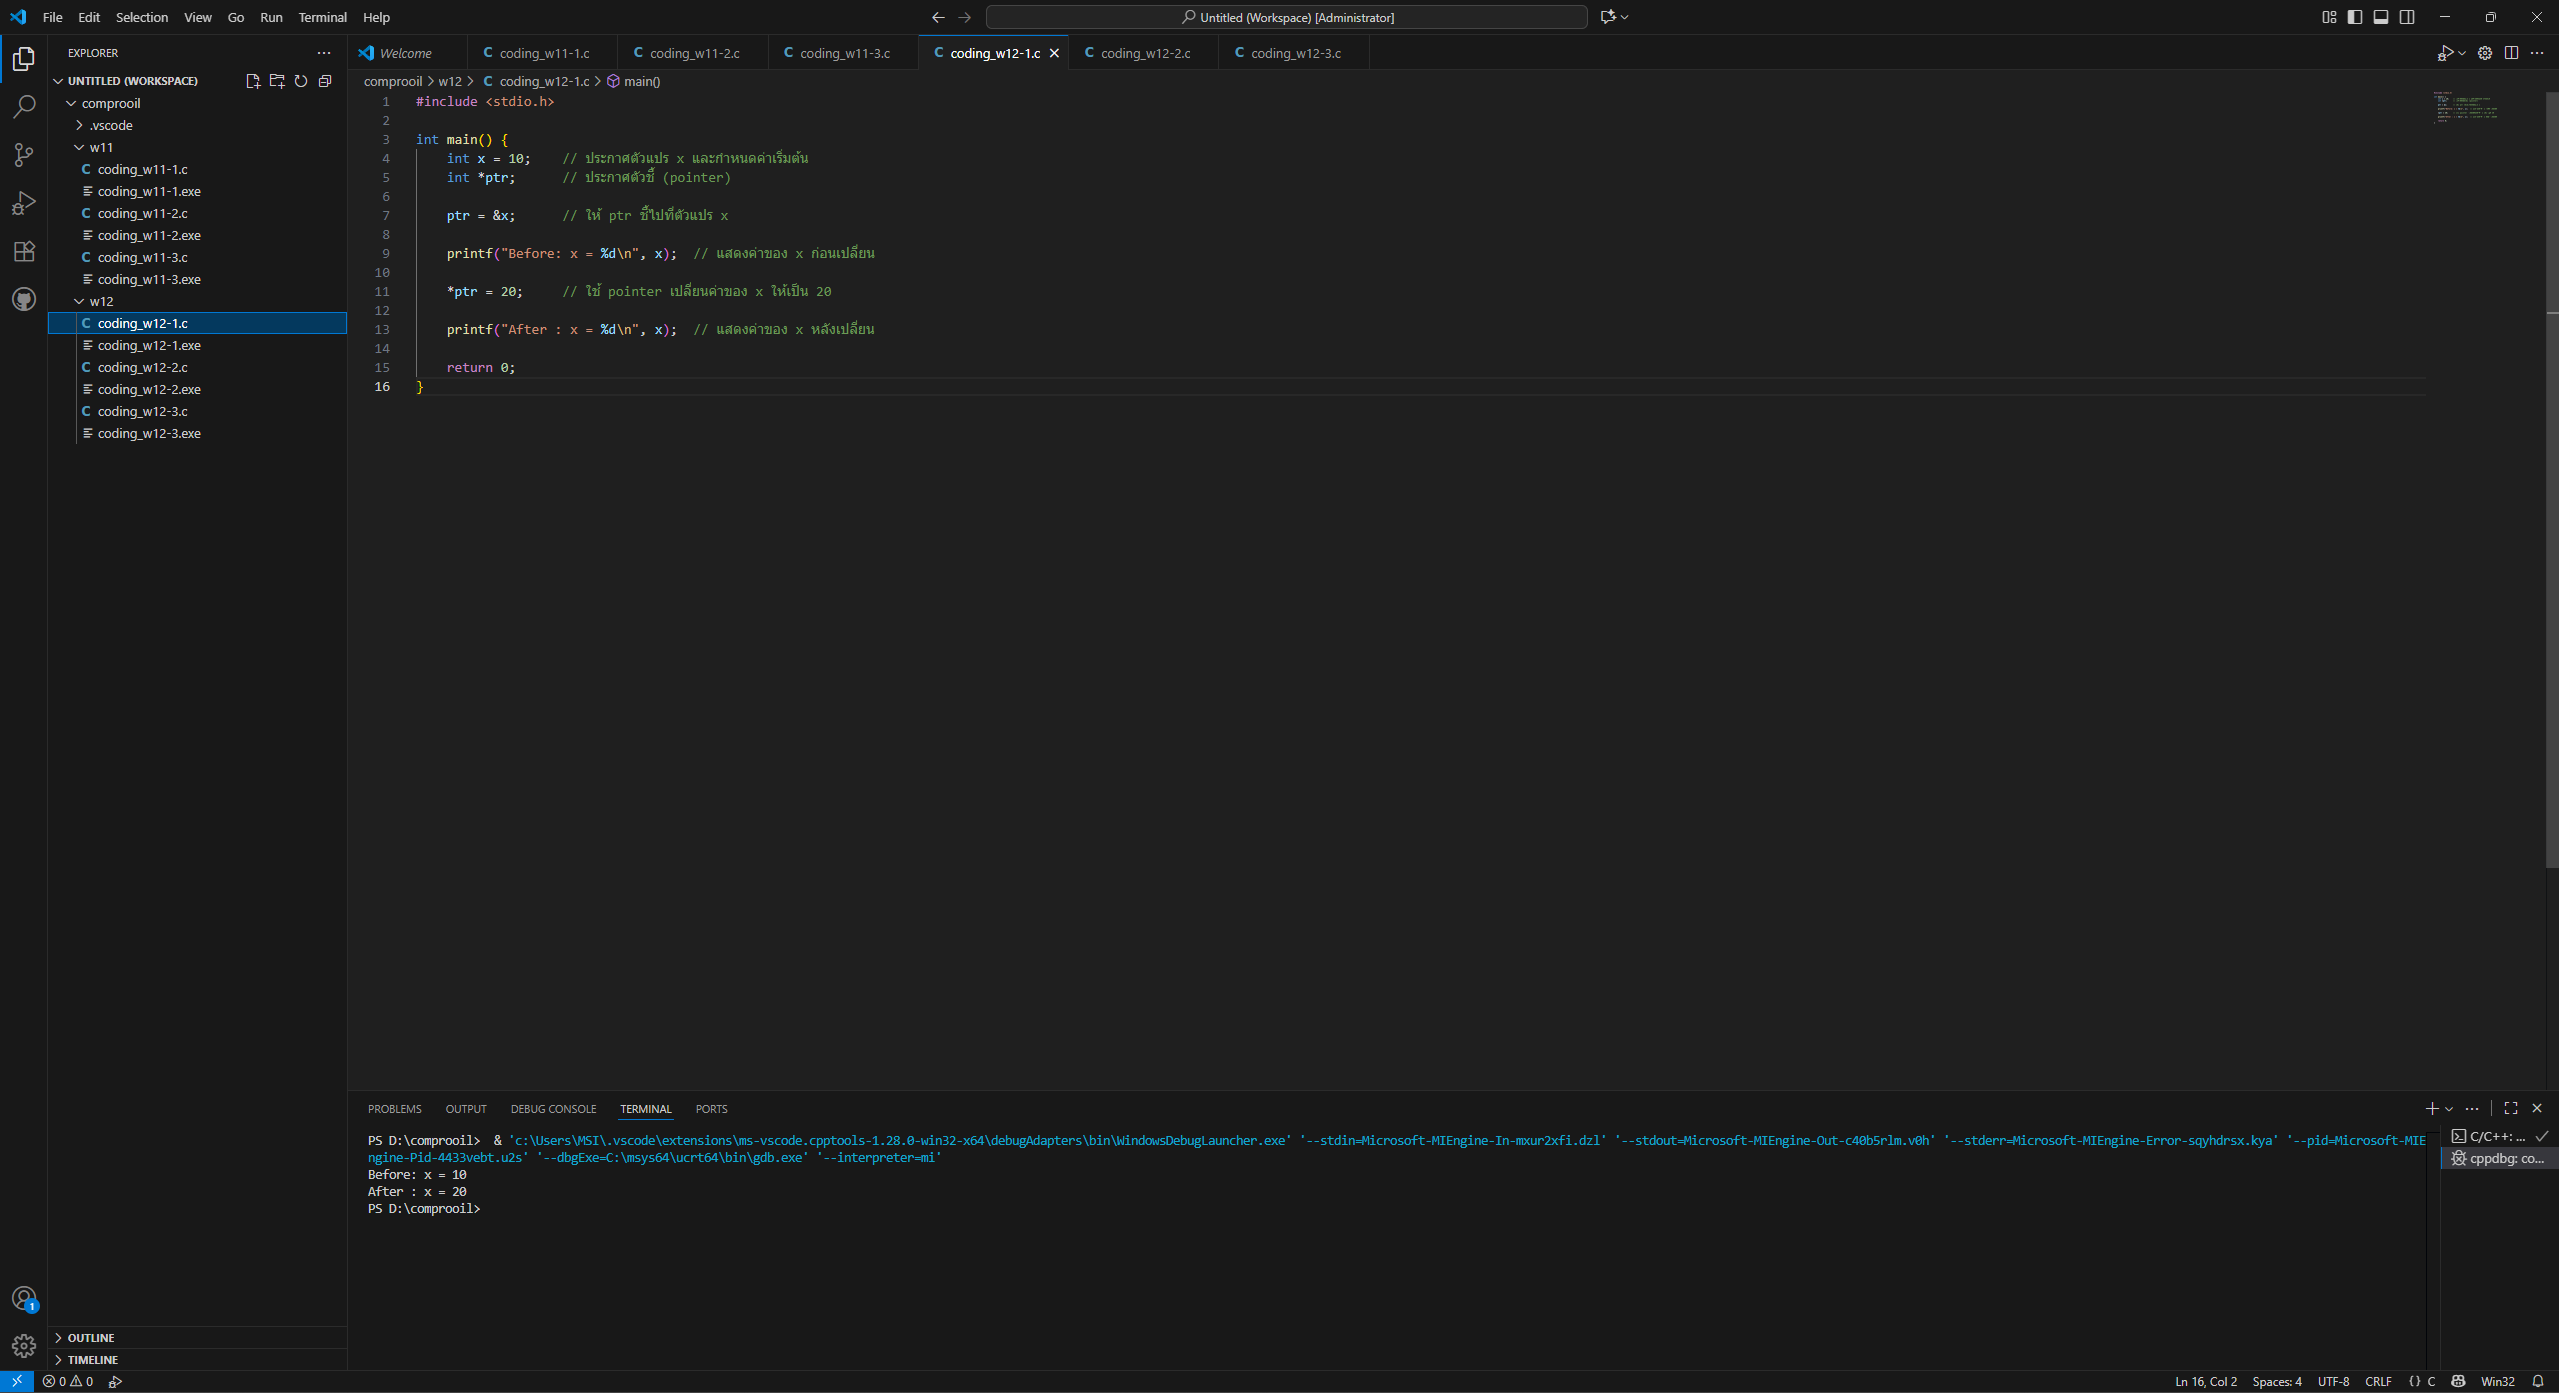 File Edit Selection View Go Run Terminal Help
Untitled (Workspace) [Administrator]
EXPLORER
UNTITLED (WORKSPACE)
comprooil
.vscode
w11
C coding_w11-1.c
coding_w11-1.exe
C coding_w11-2.c
coding_w11-2.exe
C coding_w11-3.c
coding_w11-3.exe
w12
C coding_w12-1.c
coding_w12-1.exe
C coding_w12-2.c
coding_w12-2.exe
C coding_w12-3.c
coding_w12-3.exe
OUTLINE
TIMELINE
Welcome C coding_w11-1.c C coding_w11-2.c C coding_w11-3.c C coding_w12-1.c C coding_w12-2.c C coding_w12-3.c
comprooil > w12 > C coding_w12-1.c > main()
1 #include <stdio.h>
2
3 int main() {
4 int x = 10; // ประกาศตัวแปร x และกำหนดค่าเริ่มต้น
5 int *ptr; // ประกาศตัวชี้ (pointer)
6
7 ptr = &x; // ให้ ptr ชี้ไปที่ตัวแปร x
8
9 printf("Before: x = %d\n", x); // แสดงค่าของ x ก่อนเปลี่ยน
10
11 *ptr = 20; // ใช้ pointer เปลี่ยนค่าของ x ให้เป็น 20
12
13 printf("After : x = %d\n", x); // แสดงค่าของ x หลังเปลี่ยน
14
15 return 0;
16 }
PROBLEMS OUTPUT DEBUG CONSOLE TERMINAL PORTS
PS D:\comprooil> & 'c:\Users\MSI\.vscode\extensions\ms-vscode.cpptools-1.28.0-win32-x64\debugAdapters\bin\WindowsDebugLauncher.exe' '--stdin=Microsoft-MIEngine-In-mxur2xfi.dzl' '--stdout=Microsoft-MIEngine-Out-c40b5rlm.v0h' '--stderr=Microsoft-MIEngine-Error-sqyhdrsx.kya' '--pid=Microsoft-MIE
ngine-Pid-4433vebt.u2s' '--dbgExe=C:\msys64\ucrt64\bin\gdb.exe' '--interpreter=mi'
Before: x = 10
After : x = 20
PS D:\comprooil>
C/C++: ...
cppdbg: co...
1
0 0
Ln 16, Col 2 Spaces: 4 UTF-8 CRLF {} C Win32